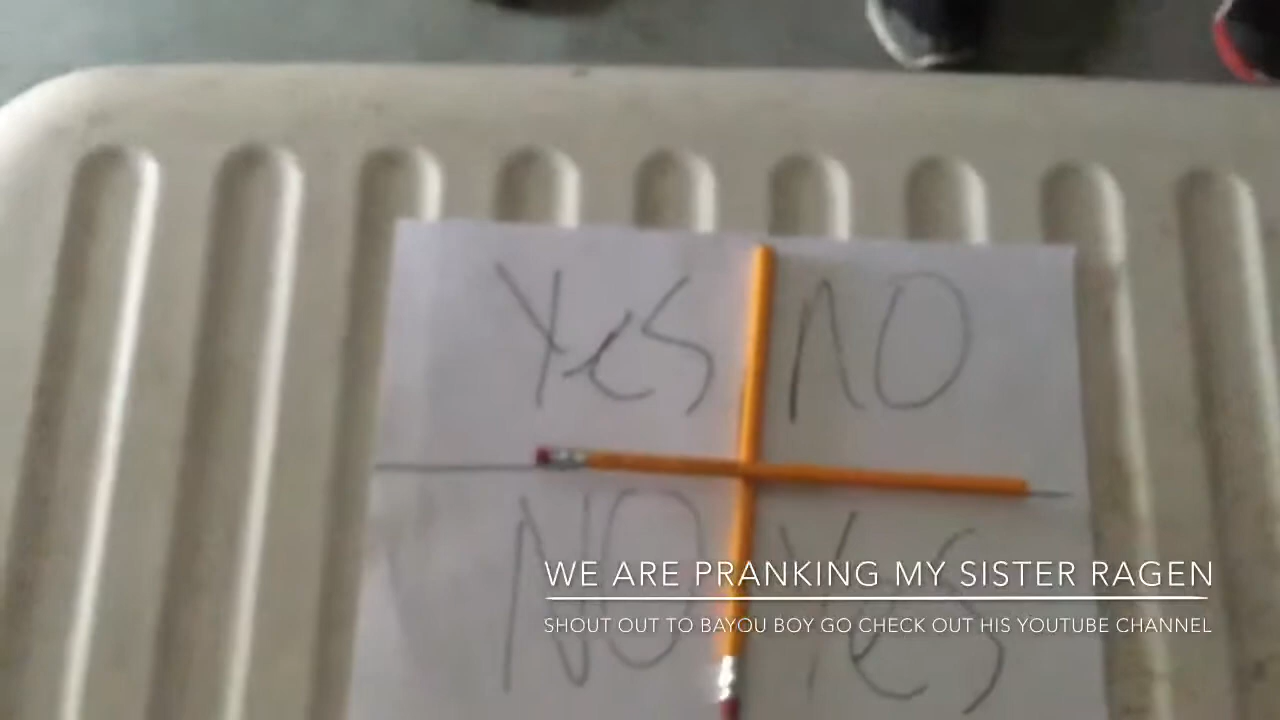 Yes NO
NO Yes
WE ARE PRANKING MY SISTER RAGEN
SHOUT OUT TO BAYOU BOY GO CHECK OUT HIS YOUTUBE CHANNEL